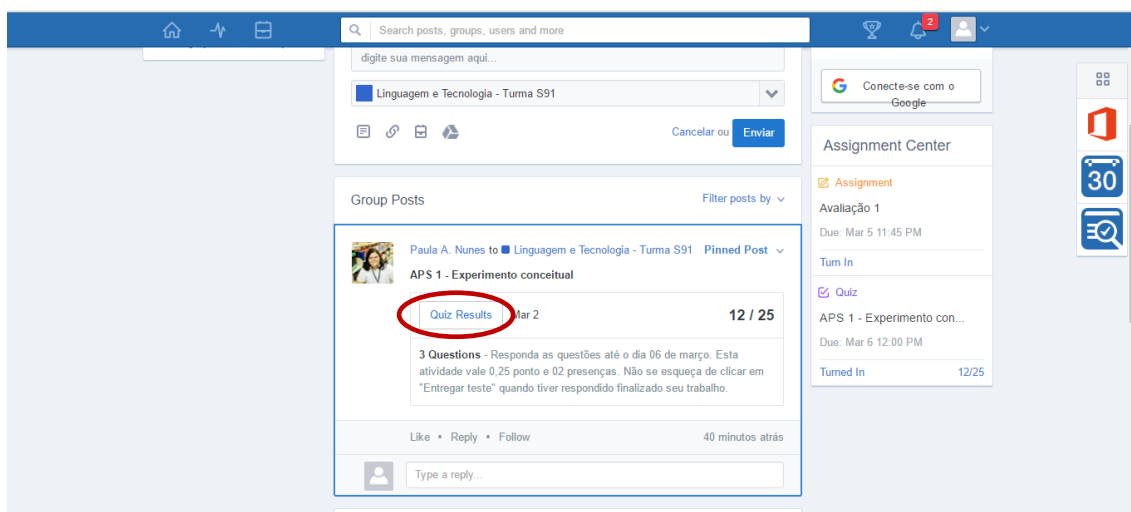 Search posts, groups, users and more
2
digite sua mensagem aqui...
Linguagem e Tecnologia - Turma S91
Cancelar ou Enviar
Group Posts
Filter posts by
Paula A. Nunes to Linguagem e Tecnologia - Turma S91 Pinned Post
APS 1 - Experimento conceitual
Quiz Results Mar 2 12 / 25
3 Questions - Responda as questões até o dia 06 de março. Esta
atividade vale 0,25 ponto e 02 presenças. Não se esqueça de clicar em
"Entregar teste" quando tiver respondido finalizado seu trabalho.
Like • Reply • Follow
40 minutos atrás
Type a reply...
Conecte-se com o
Google
Assignment Center
Assignment
Avaliação 1
Due: Mar 5 11:45 PM
Turn In
Quiz
APS 1 - Experimento con...
Due: Mar 6 12:00 PM
Turned In 12/25
30